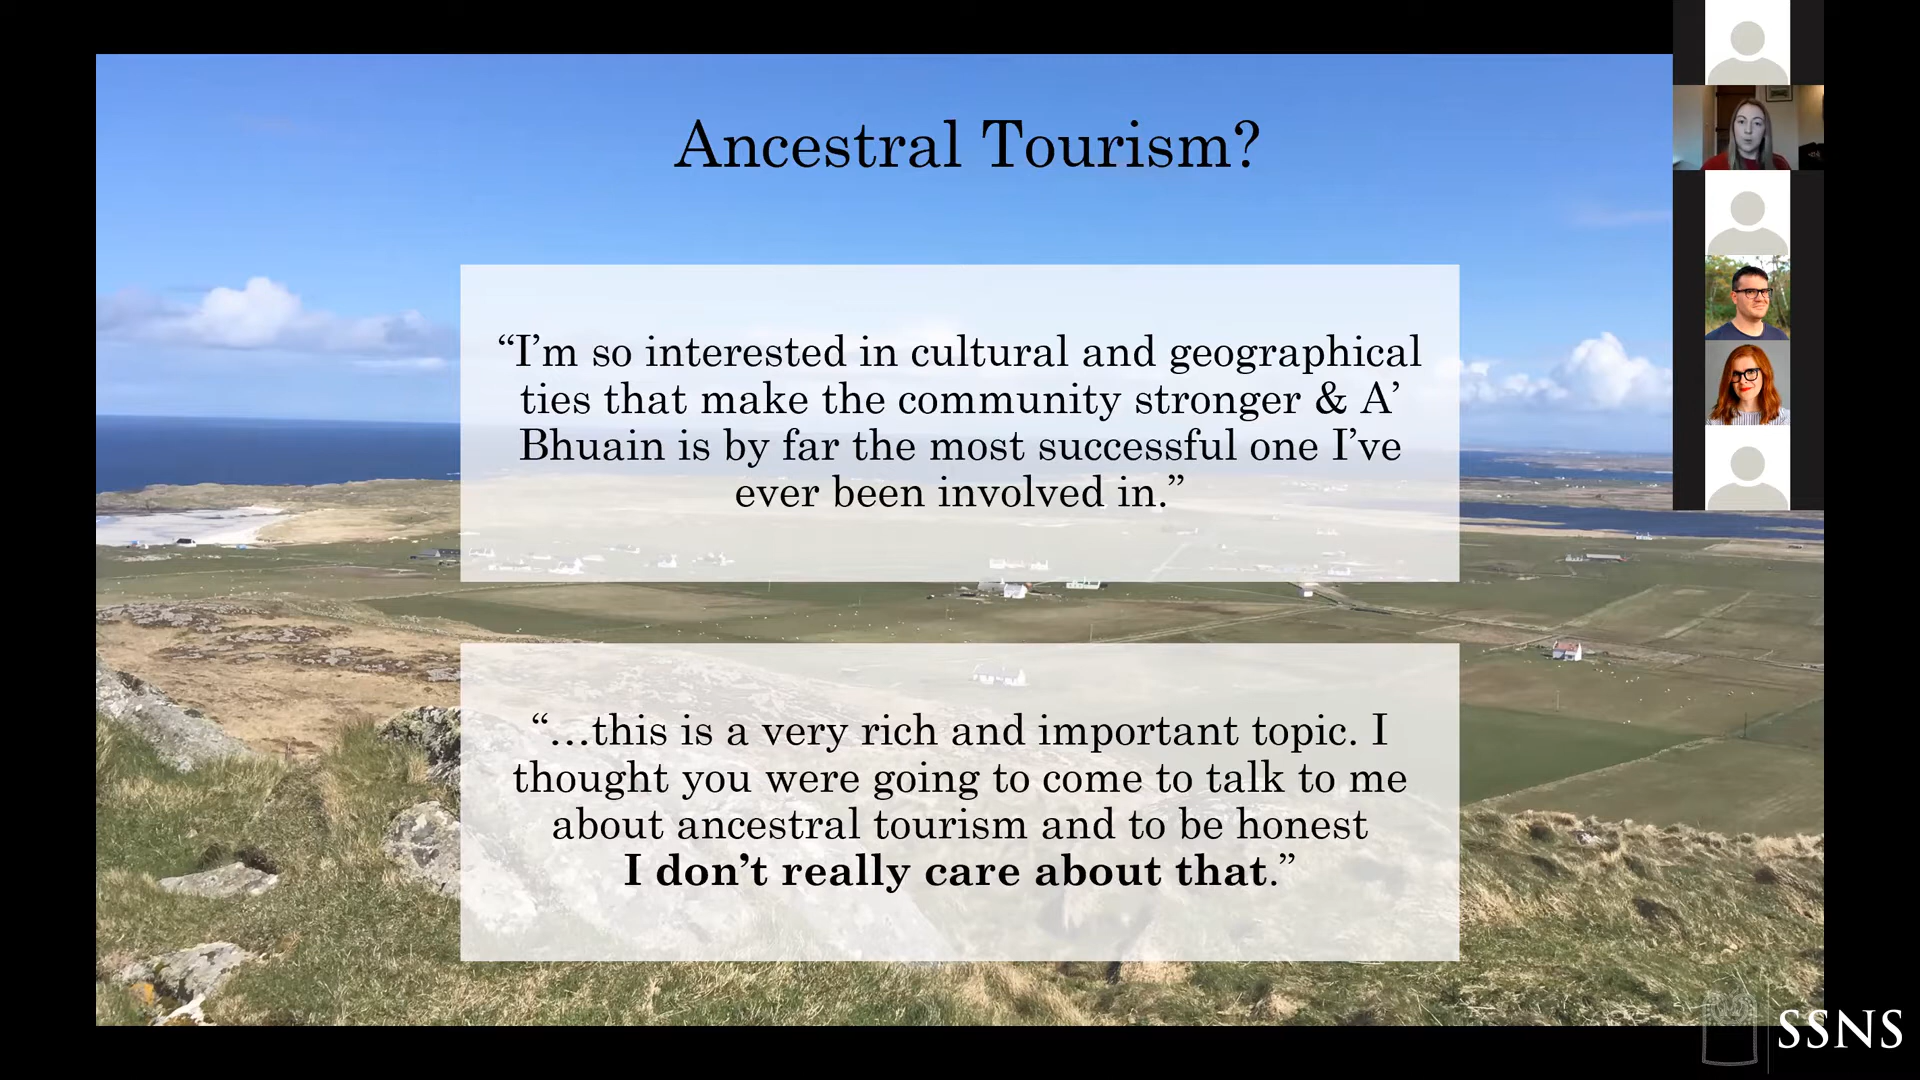 Ancestral Tourism?
“I’m so interested in cultural and geographical
ties that make the community stronger & A’
Bhuain is by far the most successful one I’ve
ever been involved in.”
“…this is a very rich and important topic. I
thought you were going to come to talk to me
about ancestral tourism and to be honest
I don’t really care about that.”
SSNS